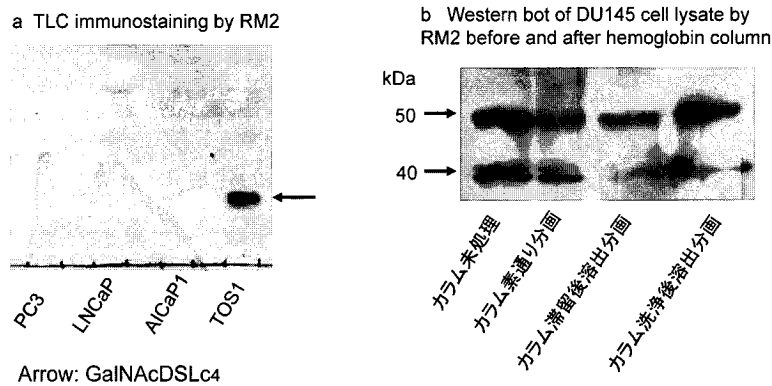 a TLC immunostaining by RM2
PC3
LNCaP
AICaP1
TOS1
Arrow: GalNAcDSLc4
b Western bot of DU145 cell lysate by
RM2 before and after hemoglobin column
kDa
50
40
カラム未処理
カラム素通り分画
カラム滞留後溶出分画
カラム洗浄後溶出分画